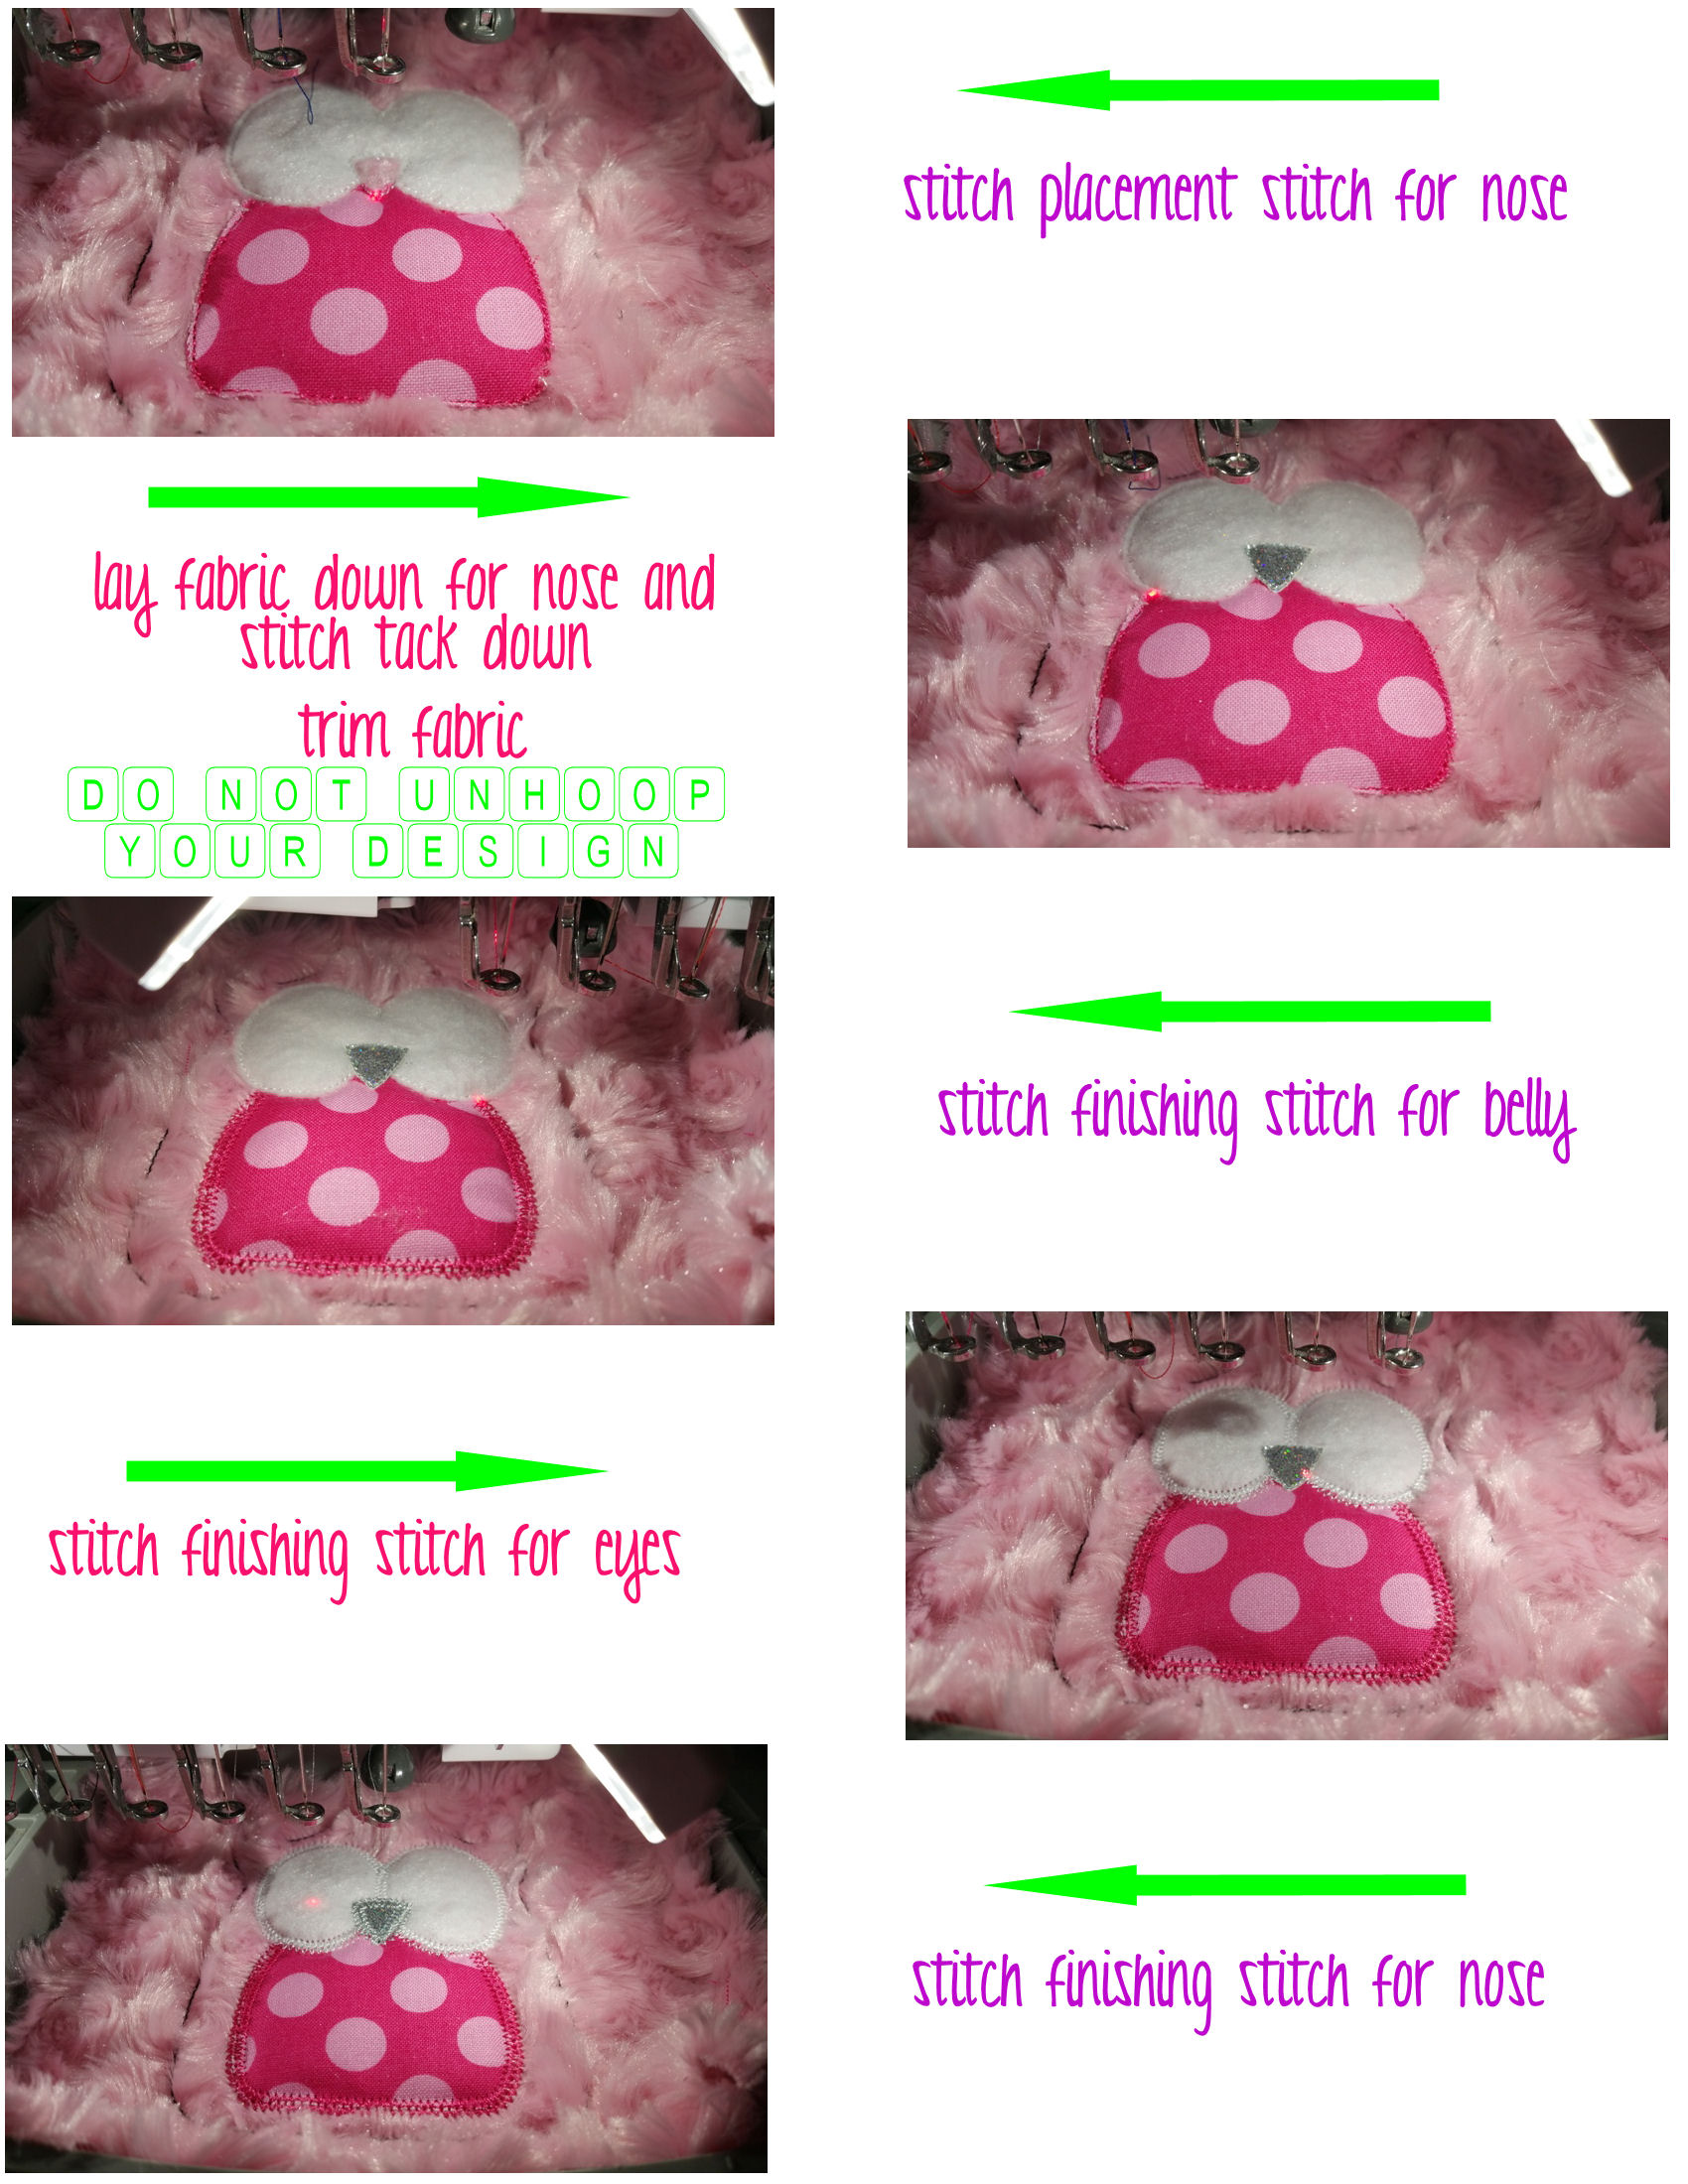 stitch placement stitch for nose
lay fabric down for nose and
stitch tack down
trim fabric
DO NOT UNHOOP
YOUR DESIGN
stitch finishing stitch for belly
stitch finishing stitch for eyes
stitch finishing stitch for nose